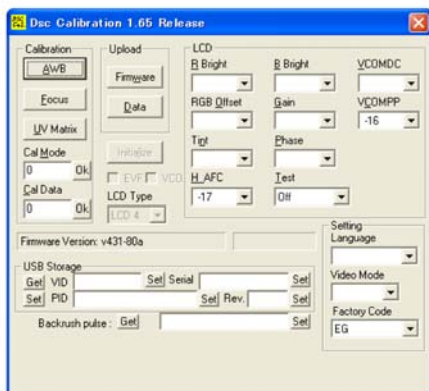 Dsc Calibration 1.65 Release
Calibration
Upload
LCD
AWB
Focus
UV Matrix
Cal Mode
0 Ok
Cal Data
0 Ok
Firmware
Data
Initialize
EVF VCO
LCD Type
LCD 4
R Bright
B Bright
VCOMDC
RGB Offset
Gain
VCOMPP
-16
Tint
Phase
H_AFC
Test
-17
Off
Firmware Version: v431-80a
USB Storage
Get VID Set Serial Set
Set PID Set Rev. Set
Backrush pulse : Get Set
Setting
Language
Video Mode
Factory Code
EG